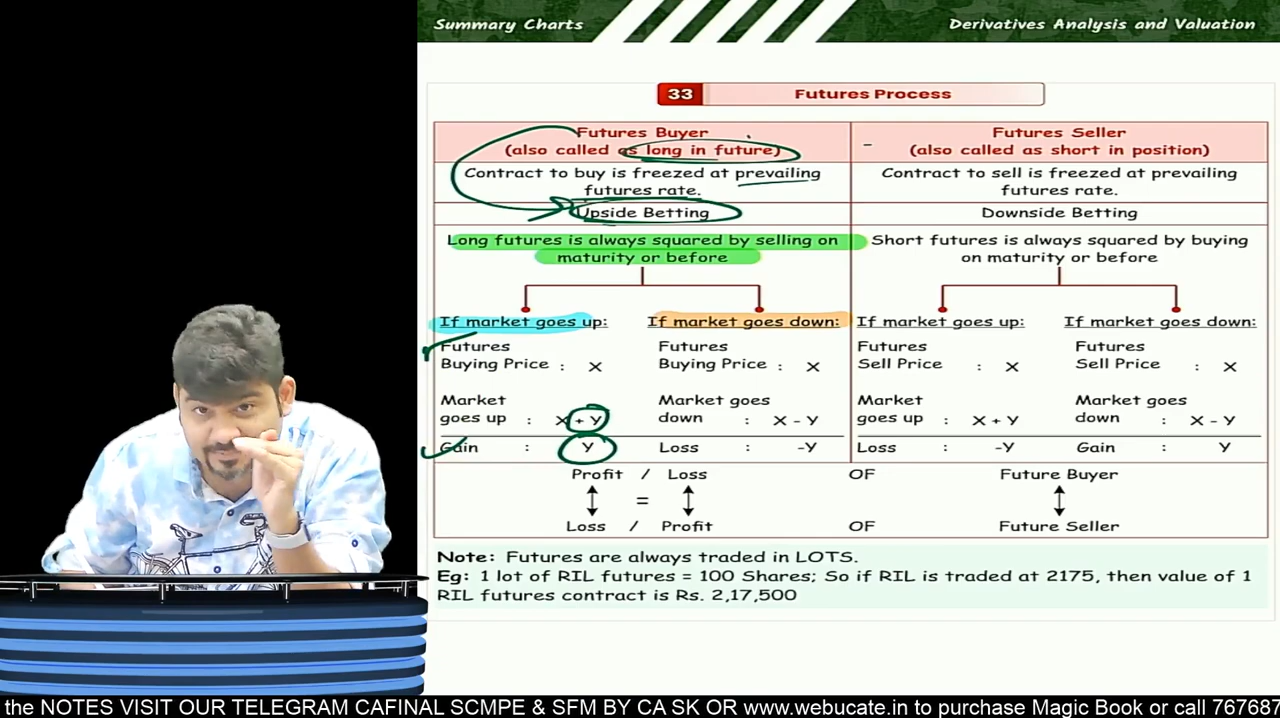 Summary Charts
Derivatives Analysis and Valuation
33 Futures Process
Futures Buyer
(also called as long in future)
Contract to buy is freezed at prevailing
futures rate.
Upside Betting
Long futures is always squared by selling on
maturity or before
If market goes up:
Futures
Buying Price : X
Market
goes up : X + Y
Gain : Y
If market goes down:
Futures
Buying Price : X
Market goes
down : X - Y
Loss : -Y
Futures Seller
(also called as short in position)
Contract to sell is freezed at prevailing
futures rate.
Downside Betting
Short futures is always squared by buying
on maturity or before
If market goes up:
Futures
Sell Price : X
Market
goes up : X + Y
Loss : -Y
If market goes down:
Futures
Sell Price : X
Market goes
down : X - Y
Gain : Y
Profit / Loss OF Future Buyer
=
Loss / Profit OF Future Seller
Note: Futures are always traded in LOTS.
Eg: 1 lot of RIL futures = 100 Shares; So if RIL is traded at 2175, then value of 1
RIL futures contract is Rs. 2,17,500
the NOTES VISIT OUR TELEGRAM CAFINAL SCMPE & SFM BY CA SK OR www.webucate.in to purchase Magic Book or call 767687